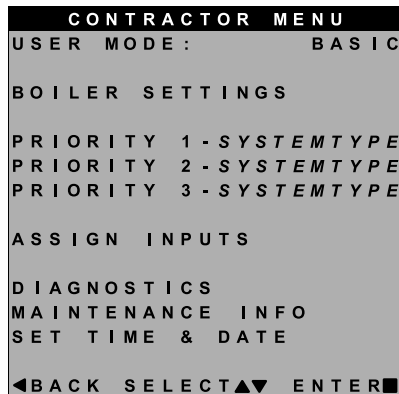 CONTRACTOR MENU
USER MODE: BASIC
BOILER SETTINGS
PRIORITY 1-SYSTEMTYPE
PRIORITY 2-SYSTEMTYPE
PRIORITY 3-SYSTEMTYPE
ASSIGN INPUTS
DIAGNOSTICS
MAINTENANCE INFO
SET TIME & DATE
◀BACK SELECT▲▼ ENTER■